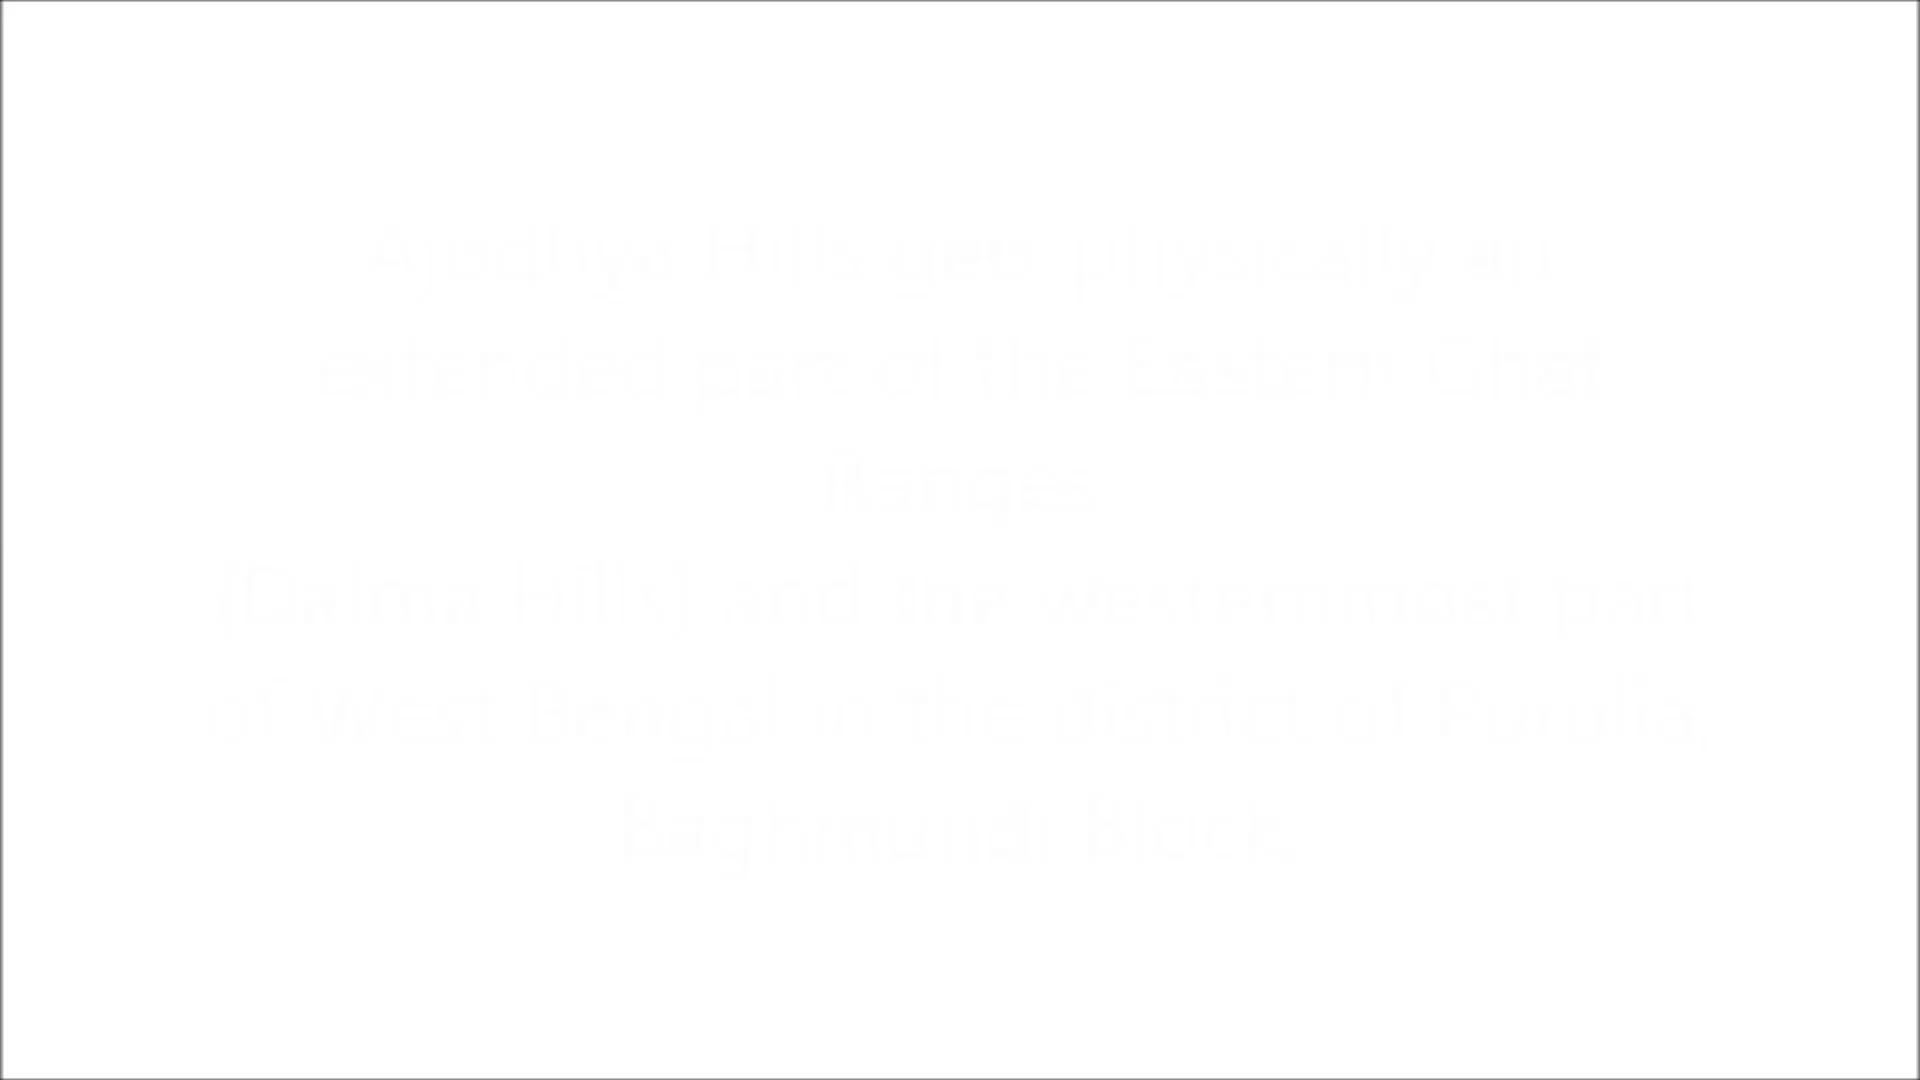 Ajodhya Hills geo physically an
extended part of the Eastern Ghat
Ranges
(Dalma Hills) and the westernmost part
of West Bengal in the district of Purulia,
Baghmundi Block.